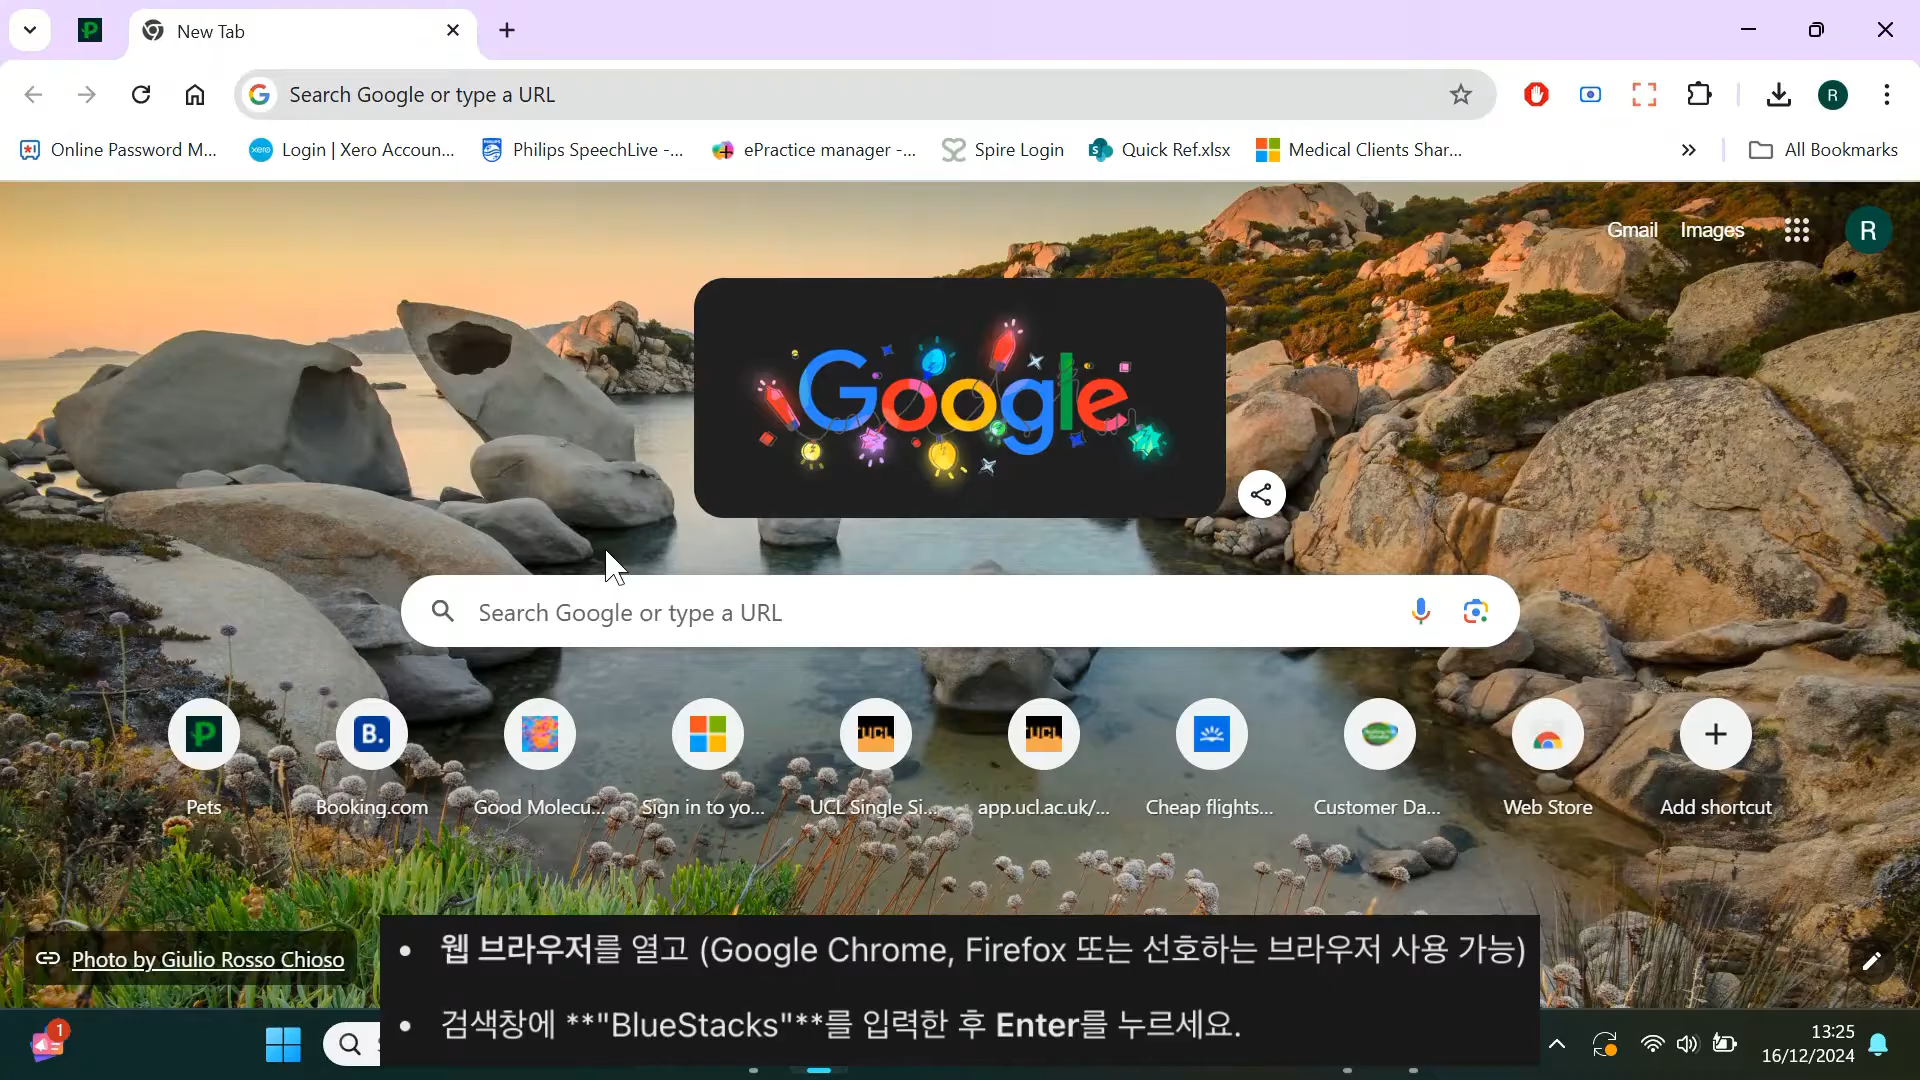 New Tab
Search Google or type a URL
R
Online Password M...
xero Login | Xero Accoun...
Philips SpeechLive -...
ePractice manager -...
Spire Login
Quick Ref.xlsx
Medical Clients Shar...
All Bookmarks
Gmail
Images
R
Google
Search Google or type a URL
P
B.
UCL
UCL
Pets
Booking.com
Good Molecu...
Sign in to yo...
UCL Single Si...
app.ucl.ac.uk/...
Cheap flights...
Customer Da...
Web Store
Add shortcut
Photo by Giulio Rosso Chioso
• 웹 브라우저를 열고 (Google Chrome, Firefox 또는 선호하는 브라우저 사용 가능)
• 검색창에 **"BlueStacks"**를 입력한 후 Enter를 누르세요.
1
13:25
16/12/2024